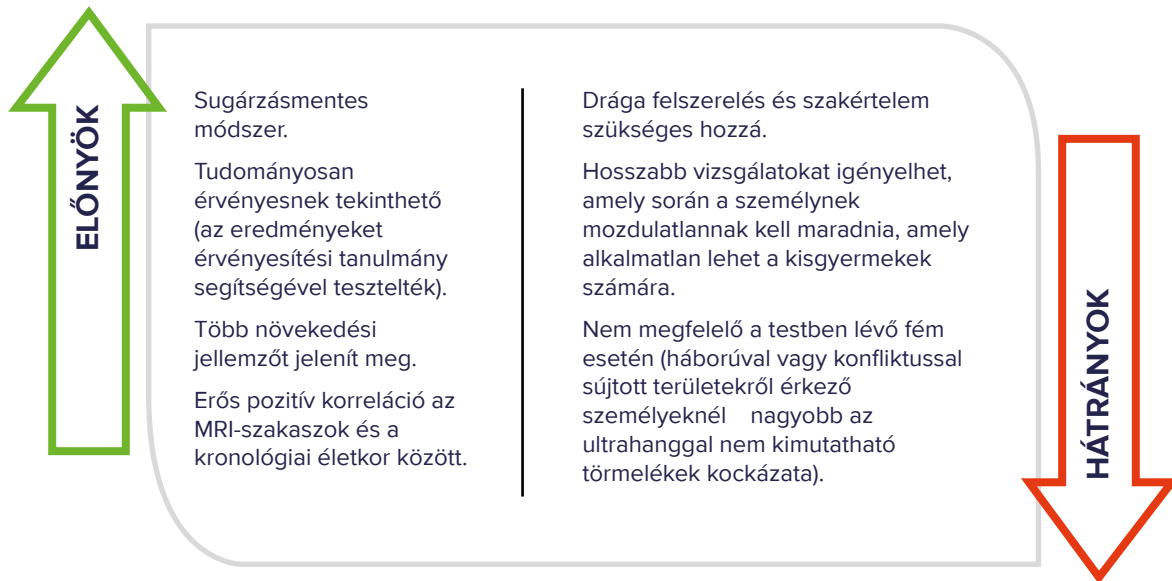 ELŐNYÖK
Sugárzásmentes
módszer.
Tudományosan
érvényesnek tekinthető
(az eredményeket
érvényesítési tanulmány
segítségével tesztelték).
Több növekedési
jellemzőt jelenít meg.
Erős pozitív korreláció az
MRI-szakaszok és a
kronológiai életkor között.
Drága felszerelés és szakértelem
szükséges hozzá.
Hosszabb vizsgálatokat igényelhet,
amely során a személynek
mozdulatlannak kell maradnia, amely
alkalmatlan lehet a kisgyermekek
számára.
Nem megfelelő a testben lévő fém
esetén (háborúval vagy konfliktussal
sújtott területekről érkező
személyeknél nagyobb az
ultrahanggal nem kimutatható
törmelékek kockázata).
HÁTRÁNYOK